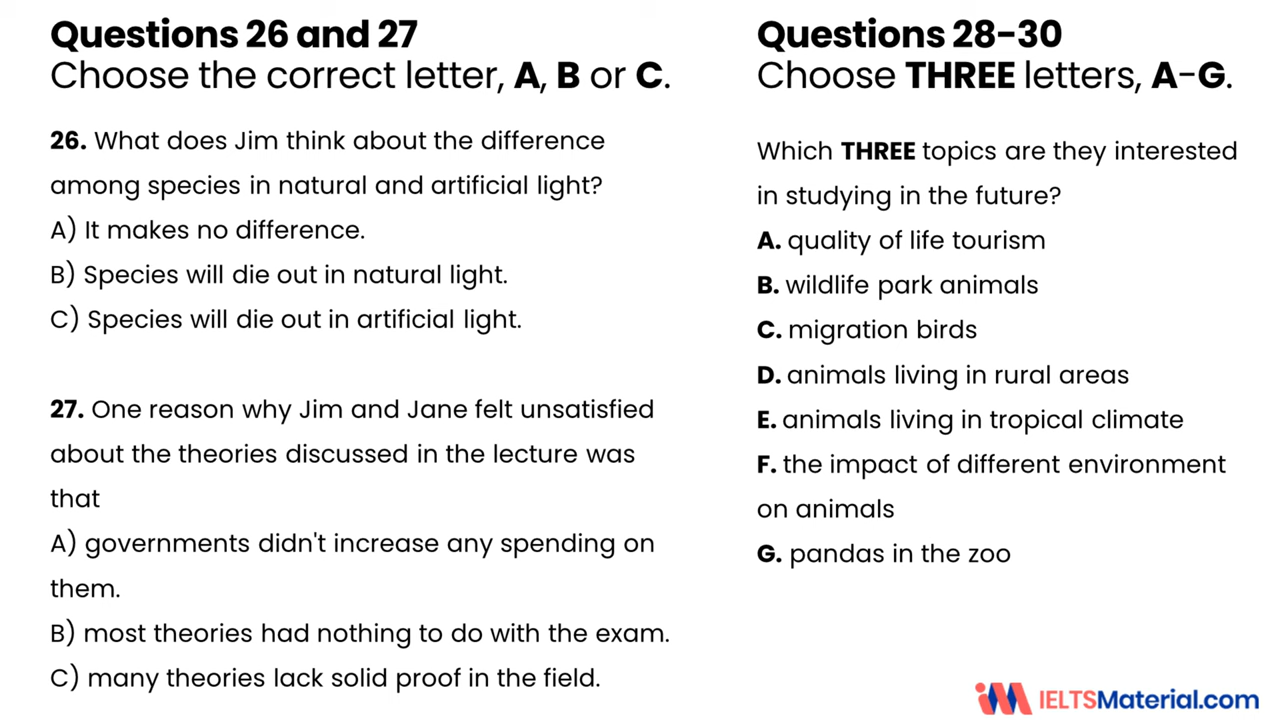 Questions 26 and 27
Choose the correct letter, A, B or C.
26. What does Jim think about the difference
among species in natural and artificial light?
A) It makes no difference.
B) Species will die out in natural light.
C) Species will die out in artificial light.
27. One reason why Jim and Jane felt unsatisfied
about the theories discussed in the lecture was
that
A) governments didn't increase any spending on
them.
B) most theories had nothing to do with the exam.
C) many theories lack solid proof in the field.
Questions 28-30
Choose THREE letters, A-G.
Which THREE topics are they interested
in studying in the future?
A. quality of life tourism
B. wildlife park animals
C. migration birds
D. animals living in rural areas
E. animals living in tropical climate
F. the impact of different environment
on animals
G. pandas in the zoo
IELTSMaterial.com